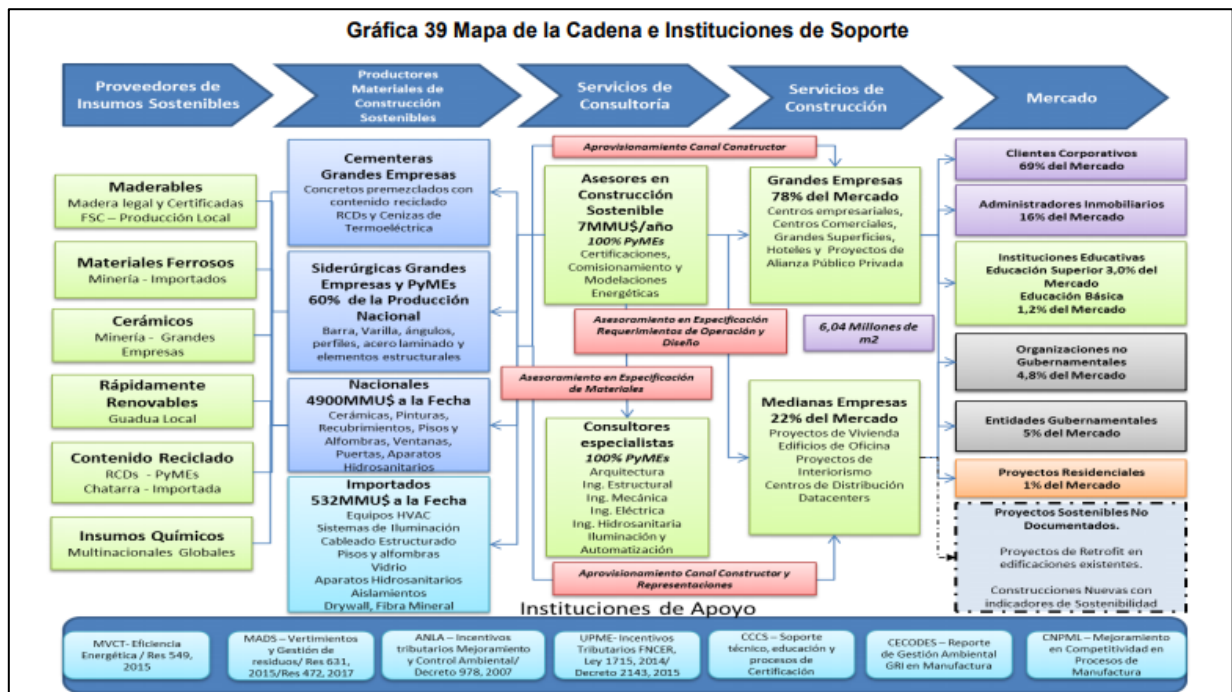 Gráfica 39 Mapa de la Cadena e Instituciones de Soporte
Proveedores de
Insumos Sostenibles
Productores
Materiales de
Construcción
Sostenibles
Servicios de
Consultoría
Servicios de
Construcción
Mercado
Maderables
Madera legal y Certificadas
FSC – Producción Local
Materiales Ferrosos
Minería - Importados
Cerámicos
Minería - Grandes
Empresas
Rápidamente
Renovables
Guadua Local
Contenido Reciclado
RCDs - PyMEs
Chatarra - Importada
Insumos Químicos
Multinacionales Globales
Cementeras
Grandes Empresas
Concretos premezclados con
contenido reciclado
RCDs y Cenizas de
Termoeléctrica
Siderúrgicas Grandes
Empresas y PyMEs
60% de la Producción
Nacional
Barra, Varilla, ángulos,
perfiles, acero laminado y
elementos estructurales
Nacionales
4900MMU$ a la Fecha
Cerámicas, Pinturas,
Recubrimientos, Pisos y
Alfombras, Ventanas,
Puertas, Aparatos
Hidrosanitarios
Importados
532MMU$ a la Fecha
Equipos HVAC
Sistemas de Iluminación
Cableado Estructurado
Pisos y alfombras
Vidrio
Aparatos Hidrosanitarios
Aislamientos
Drywall, Fibra Mineral
Aprovisionamiento Canal Constructor
Asesores en
Construcción
Sostenible
7MMU$/año
100% PyMEs
Certificaciones,
Comisionamiento y
Modelaciones
Energéticas
Asesoramiento en Especificación
Requerimientos de Operación y
Diseño
Asesoramiento en Especificación
de Materiales
Consultores
especialistas
100% PyMEs
Arquitectura
Ing. Estructural
Ing. Mecánica
Ing. Eléctrica
Ing. Hidrosanitaria
Iluminación y
Automatización
Aprovisionamiento Canal Constructor y
Representaciones
Grandes Empresas
78% del Mercado
Centros empresariales,
Centros Comerciales,
Grandes Superficies,
Hoteles y Proyectos de
Alianza Público Privada
6,04 Millones de
m2
Medianas Empresas
22% del Mercado
Proyectos de Vivienda
Edificios de Oficina
Proyectos de
Interiorismo
Centros de Distribución
Datacenters
Clientes Corporativos
69% del Mercado
Administradores Inmobiliarios
16% del Mercado
Instituciones Educativas
Educación Superior 3,0% del
Mercado
Educación Básica
1,2% del Mercado
Organizaciones no
Gubernamentales
4,8% del Mercado
Entidades Gubernamentales
5% del Mercado
Proyectos Residenciales
1% del Mercado
Proyectos Sostenibles No
Documentados.
Proyectos de Retrofit en
edificaciones existentes.
Construcciones Nuevas con
indicadores de Sostenibilidad
Instituciones de Apoyo
MVCT- Eficiencia
Energética / Res 549,
2015
MADS – Vertimientos
y Gestión de
residuos/ Res 631,
2015/Res 472, 2017
ANLA – Incentivos
tributarios Mejoramiento
y Control Ambiental/
Decreto 978, 2007
UPME- Incentivos
Tributarios FNCER,
Ley 1715, 2014/
Decreto 2143, 2015
CCCS – Soporte
técnico, educación y
procesos de
Certificación
CECODES – Reporte
de Gestión Ambiental
GRI en Manufactura
CNPML – Mejoramiento
en Competitividad en
Procesos de
Manufactura